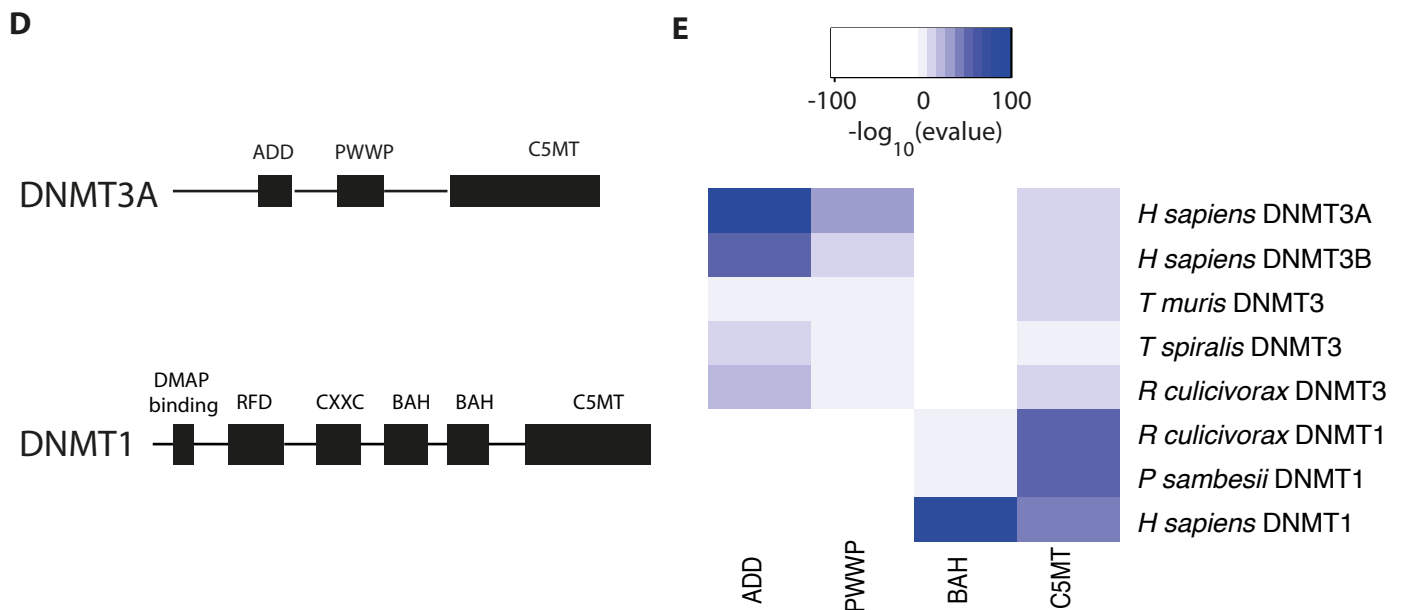 D
ADD PWWP C5MT
DNMT3A
DMAP
binding RFD CXXC BAH BAH C5MT
DNMT1
E
-100 0 100
-log10(evalue)
H sapiens DNMT3A
H sapiens DNMT3B
T muris DNMT3
T spiralis DNMT3
R culicivorax DNMT3
R culicivorax DNMT1
P sambesii DNMT1
H sapiens DNMT1
ADD
PWWP
BAH
C5MT